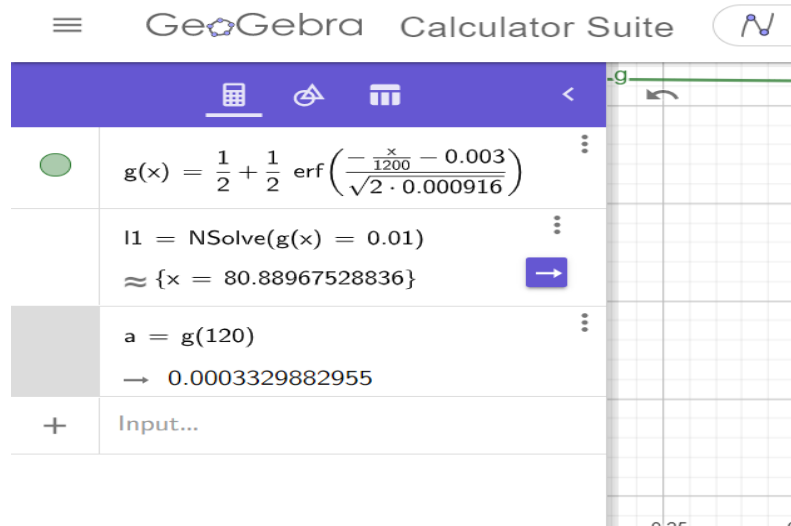 GeoGebra Calculator Suite
g
g(x) = 1/2 + 1/2 erf((− x/1200 − 0.003)/√(2 · 0.000916))
l1 = NSolve(g(x) = 0.01)
≈ {x = 80.88967528836}
a = g(120)
→ 0.0003329882955
+ Input...